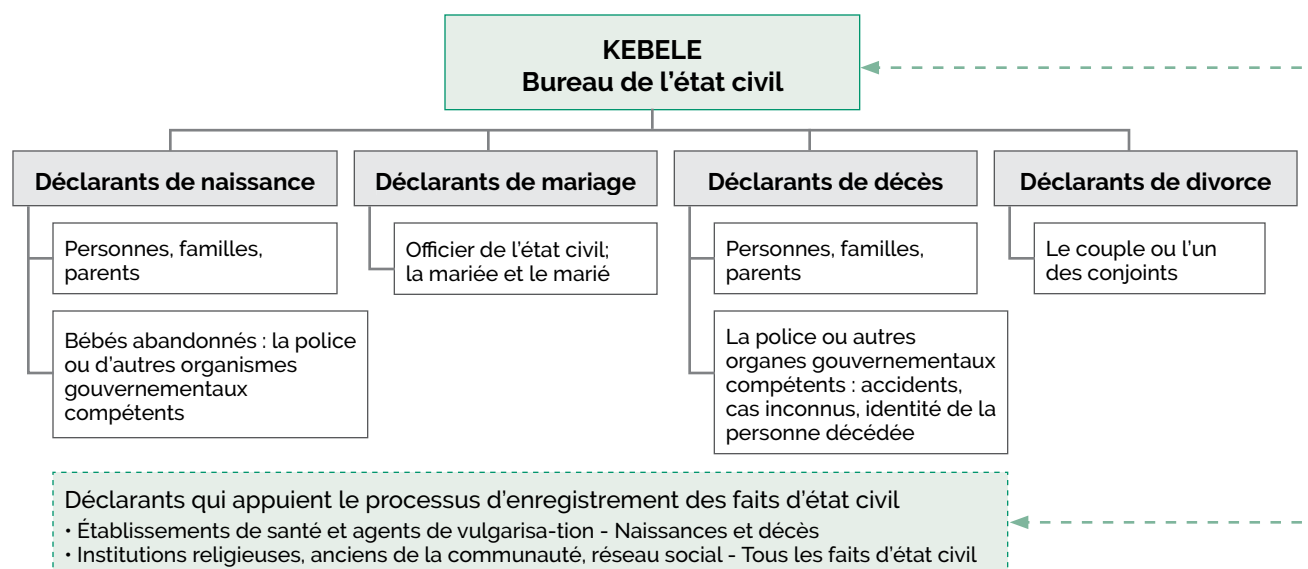 KEBELE
Bureau de l’état civil
Déclarants de naissance
Personnes, familles,
parents
Bébés abandonnés : la police
ou d’autres organismes
gouvernementaux
compétents
Déclarants de mariage
Officier de l’état civil;
la mariée et le marié
Déclarants de décès
Personnes, familles,
parents
La police ou autres
organes gouvernementaux
compétents : accidents,
cas inconnus, identité de la
personne décédée
Déclarants de divorce
Le couple ou l’un
des conjoints
Déclarants qui appuient le processus d’enregistrement des faits d’état civil
• Établissements de santé et agents de vulgarisa-tion - Naissances et décès
• Institutions religieuses, anciens de la communauté, réseau social - Tous les faits d’état civil